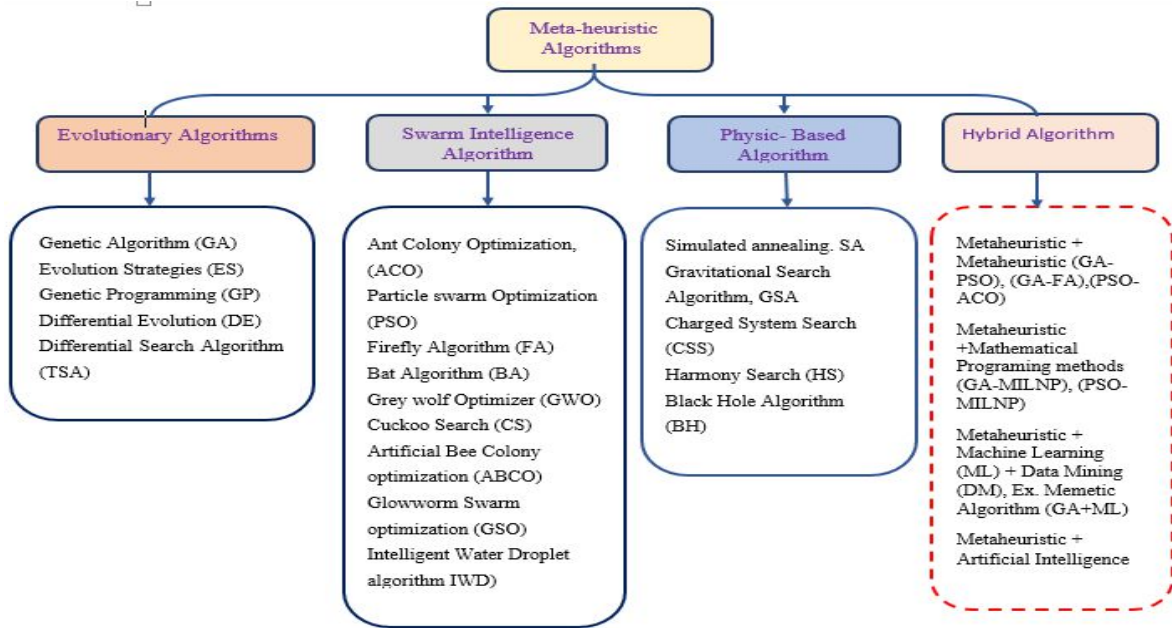 Meta-heuristic
Algorithms
Evolutionary Algorithms
Swarm Intelligence
Algorithm
Physic- Based
Algorithm
Hybrid Algorithm
Genetic Algorithm (GA)
Evolution Strategies (ES)
Genetic Programming (GP)
Differential Evolution (DE)
Differential Search Algorithm
(TSA)
Ant Colony Optimization,
(ACO)
Particle swarm Optimization
(PSO)
Firefly Algorithm (FA)
Bat Algorithm (BA)
Grey wolf Optimizer (GWO)
Cuckoo Search (CS)
Artificial Bee Colony
optimization (ABCO)
Glowworm Swarm
optimization (GSO)
Intelligent Water Droplet
algorithm IWD)
Simulated annealing. SA
Gravitational Search
Algorithm, GSA
Charged System Search
(CSS)
Harmony Search (HS)
Black Hole Algorithm
(BH)
Metaheuristic +
Metaheuristic (GA-
PSO), (GA-FA),(PSO-
ACO)
Metaheuristic
+Mathematical
Programing methods
(GA-MILNP), (PSO-
MILNP)
Metaheuristic +
Machine Learning
(ML) + Data Mining
(DM), Ex. Memetic
Algorithm (GA+ML)
Metaheuristic +
Artificial Intelligence